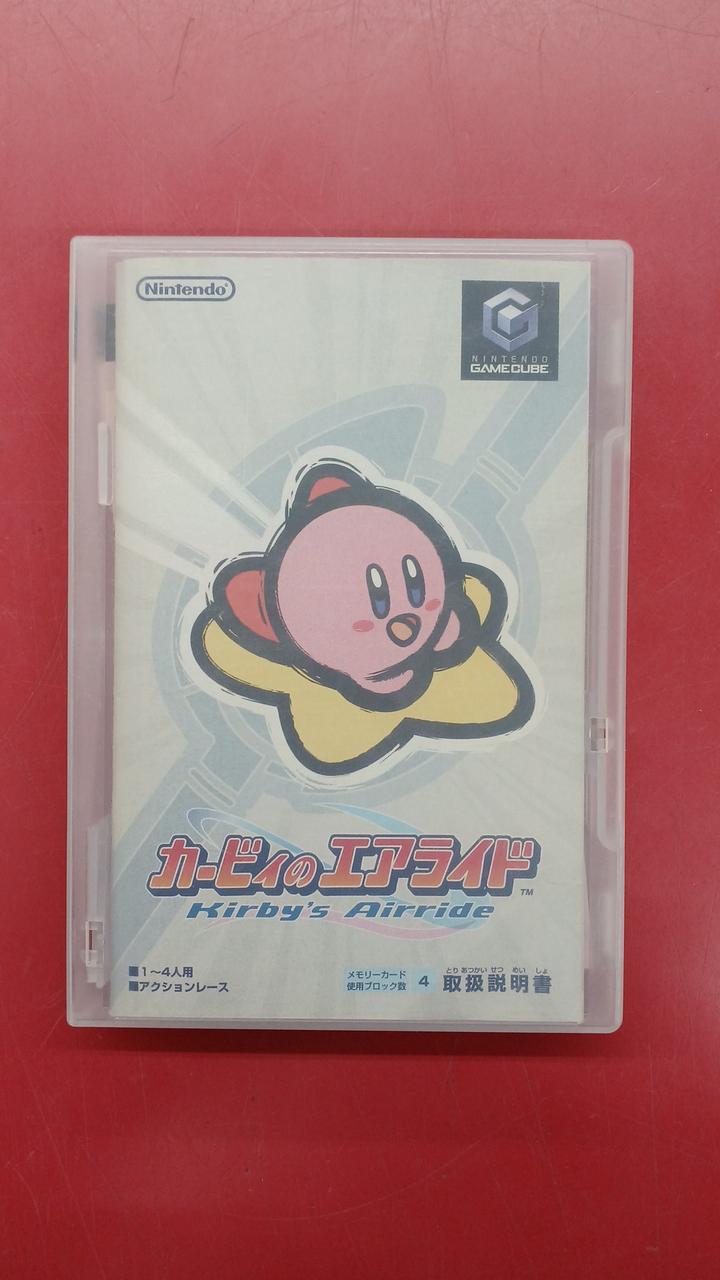 Nintendo®
NINTENDO
GAMECUBE
カービィのエアライド™
Kirby's Airride
■1～4人用
■アクションレース
メモリーカード
使用ブロック数 4
とり あつかい せつ めい しょ
取扱説明書